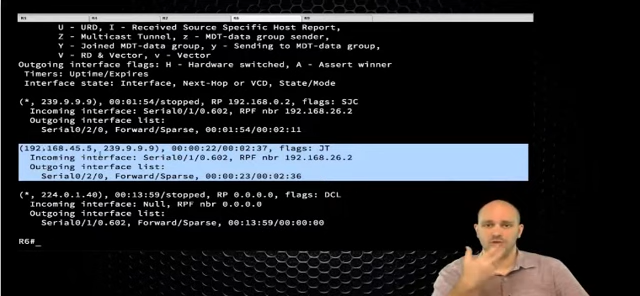 U - URD, I - Received Source Specific Host Report,
Z - Multicast Tunnel, z - MDT-data group sender,
Y - Joined MDT-data group, y - Sending to MDT-data group,
V - RD & Vector, v - Vector
Outgoing interface flags: H - Hardware switched, A - Assert winner
Timers: Uptime/Expires
Interface state: Interface, Next-Hop or VCD, State/Mode
(*, 239.9.9.9), 00:01:54/stopped, RP 192.168.0.2, flags: SJC
Incoming interface: Serial0/1/0.602, RPF nbr 192.168.26.2
Outgoing interface list:
Serial0/2/0, Forward/Sparse, 00:01:54/00:02:11
(192.168.45.5, 239.9.9.9), 00:00:22/00:02:37, flags: JT
Incoming interface: Serial0/1/0.602, RPF nbr 192.168.26.2
Outgoing interface list:
Serial0/2/0, Forward/Sparse, 00:00:23/00:02:36
(*, 224.0.1.40), 00:13:59/stopped, RP 0.0.0.0, flags: DCL
Incoming interface: Null, RPF nbr 0.0.0.0
Outgoing interface list:
Serial0/1/0.602, Forward/Sparse, 00:13:59/00:00:00
R6#_